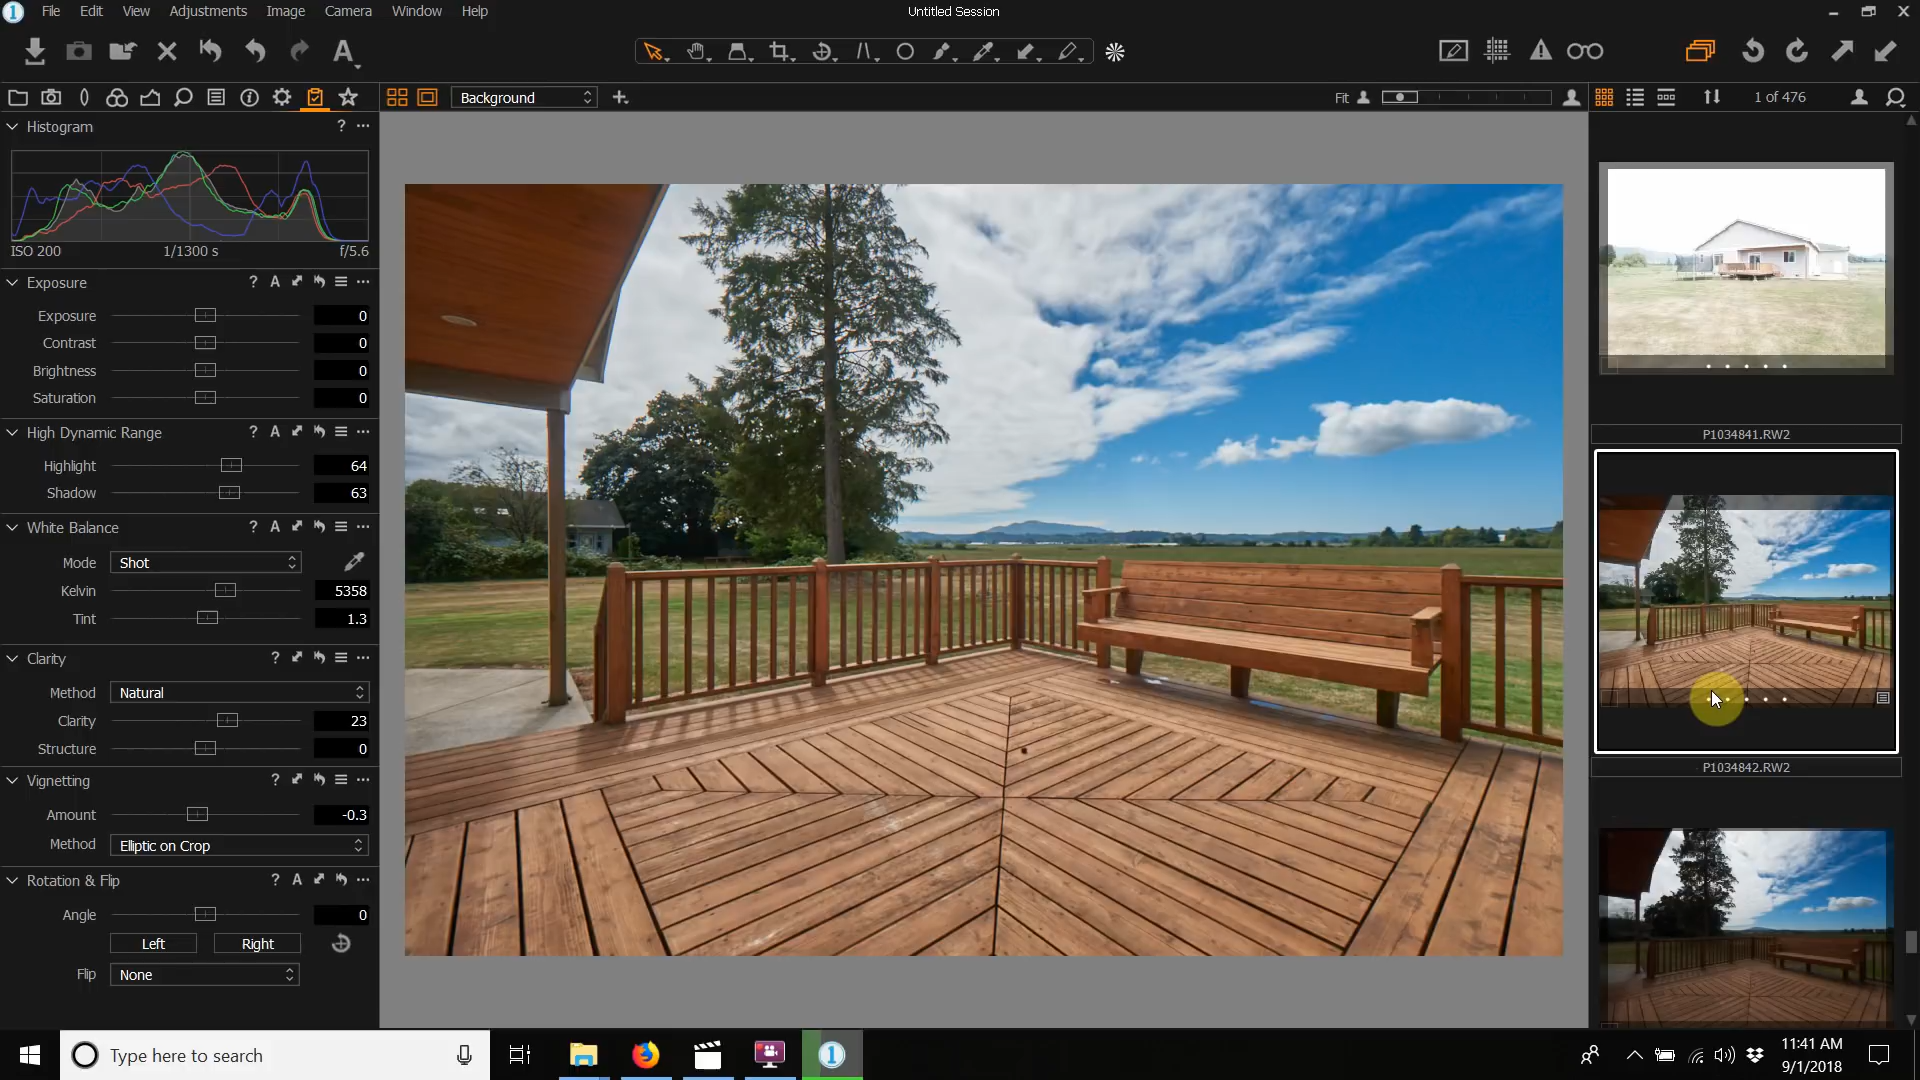 File Edit View Adjustments Image Camera Window Help
Untitled Session
Background
Fit
1 of 476
Histogram
ISO 200 1/1300 s f/5.6
Exposure
Exposure 0
Contrast 0
Brightness 0
Saturation 0
High Dynamic Range
Highlight 64
Shadow 63
White Balance
Mode Shot
Kelvin 5358
Tint 1.3
Clarity
Method Natural
Clarity 23
Structure 0
Vignetting
Amount -0.3
Method Elliptic on Crop
Rotation & Flip
Angle 0
Left Right
Flip None
P1034841.RW2
P1034842.RW2
Type here to search
11:41 AM
9/1/2018